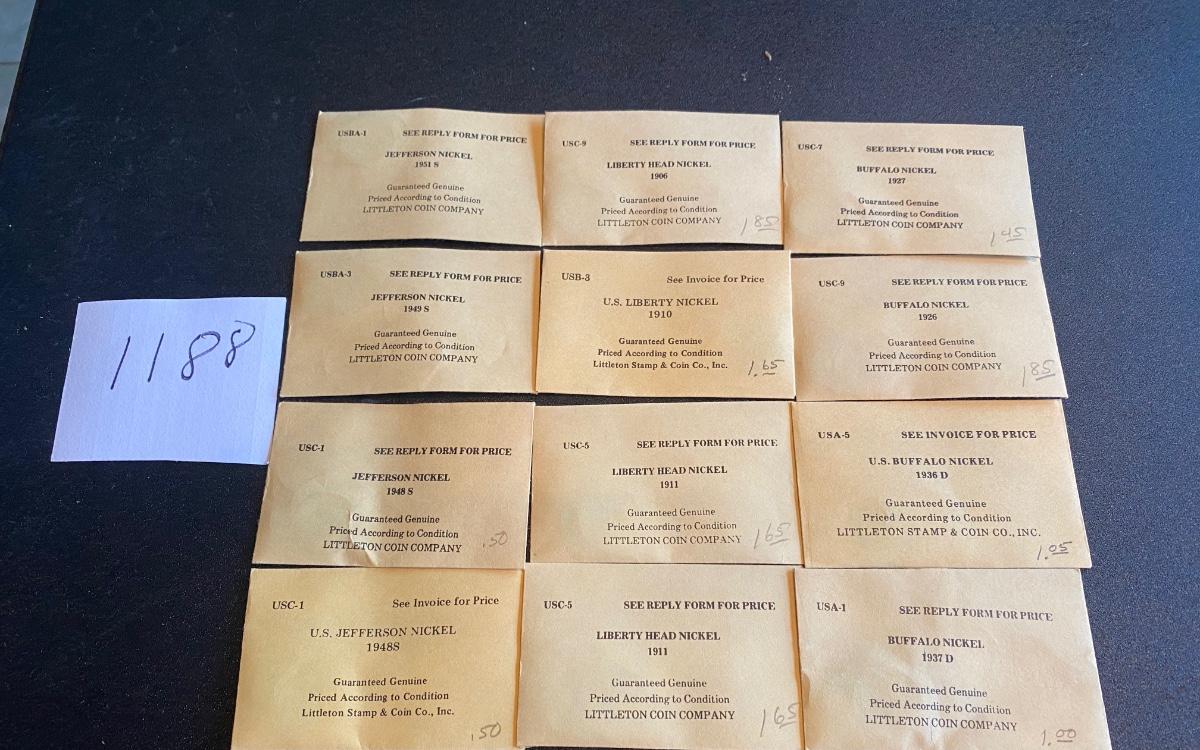 USBA-1 SEE REPLY FORM FOR PRICE
JEFFERSON NICKEL
1951 S
Guaranteed Genuine
Priced According to Condition
LITTLETON COIN COMPANY
USC-9 SEE REPLY FORM FOR PRICE
LIBERTY HEAD NICKEL
1906
Guaranteed Genuine
Priced According to Condition
LITTLETON COIN COMPANY
1 85
USC-7 SEE REPLY FORM FOR PRICE
BUFFALO NICKEL
1927
Guaranteed Genuine
Priced According to Condition
LITTLETON COIN COMPANY
1 45
1188
USBA-3 SEE REPLY FORM FOR PRICE
JEFFERSON NICKEL
1949 S
Guaranteed Genuine
Priced According to Condition
LITTLETON COIN COMPANY
USB-3 See Invoice for Price
U.S. LIBERTY NICKEL
1910
Guaranteed Genuine
Priced According to Condition
Littleton Stamp & Coin Co., Inc.
1.65
USC-9 SEE REPLY FORM FOR PRICE
BUFFALO NICKEL
1926
Guaranteed Genuine
Priced According to Condition
LITTLETON COIN COMPANY
1 85
USC-1 SEE REPLY FORM FOR PRICE
JEFFERSON NICKEL
1948 S
Guaranteed Genuine
Priced According to Condition
LITTLETON COIN COMPANY
.50
USC-5 SEE REPLY FORM FOR PRICE
LIBERTY HEAD NICKEL
1911
Guaranteed Genuine
Priced According to Condition
LITTLETON COIN COMPANY
1 65
USA-5 SEE INVOICE FOR PRICE
U.S. BUFFALO NICKEL
1936 D
Guaranteed Genuine
Priced According to Condition
LITTLETON STAMP & COIN CO., INC.
1.05
USC-1 See Invoice for Price
U.S. JEFFERSON NICKEL
1948S
Guaranteed Genuine
Priced According to Condition
Littleton Stamp & Coin Co., Inc.
.50
USC-5 SEE REPLY FORM FOR PRICE
LIBERTY HEAD NICKEL
1911
Guaranteed Genuine
Priced According to Condition
LITTLETON COIN COMPANY
1 65
USA-1 SEE REPLY FORM FOR PRICE
BUFFALO NICKEL
1937 D
Guaranteed Genuine
Priced According to Condition
LITTLETON COIN COMPANY
1.00